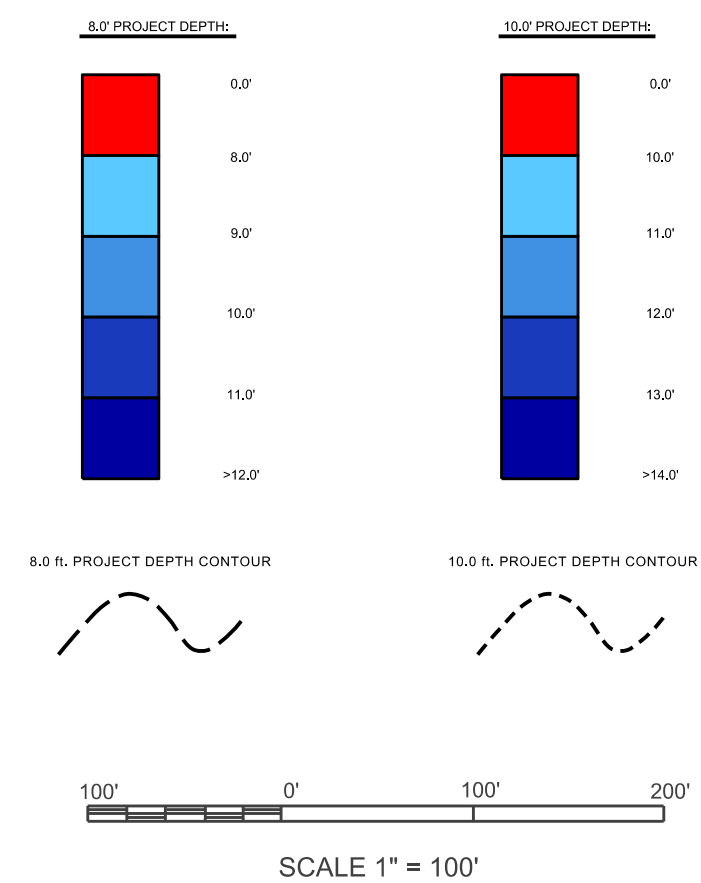 8.0' PROJECT DEPTH:
0.0'
8.0'
9.0'
10.0'
11.0'
>12.0'
10.0' PROJECT DEPTH:
0.0'
10.0'
11.0'
12.0'
13.0'
>14.0'
8.0 ft. PROJECT DEPTH CONTOUR
10.0 ft. PROJECT DEPTH CONTOUR
100' 0' 100' 200'
SCALE 1" = 100'